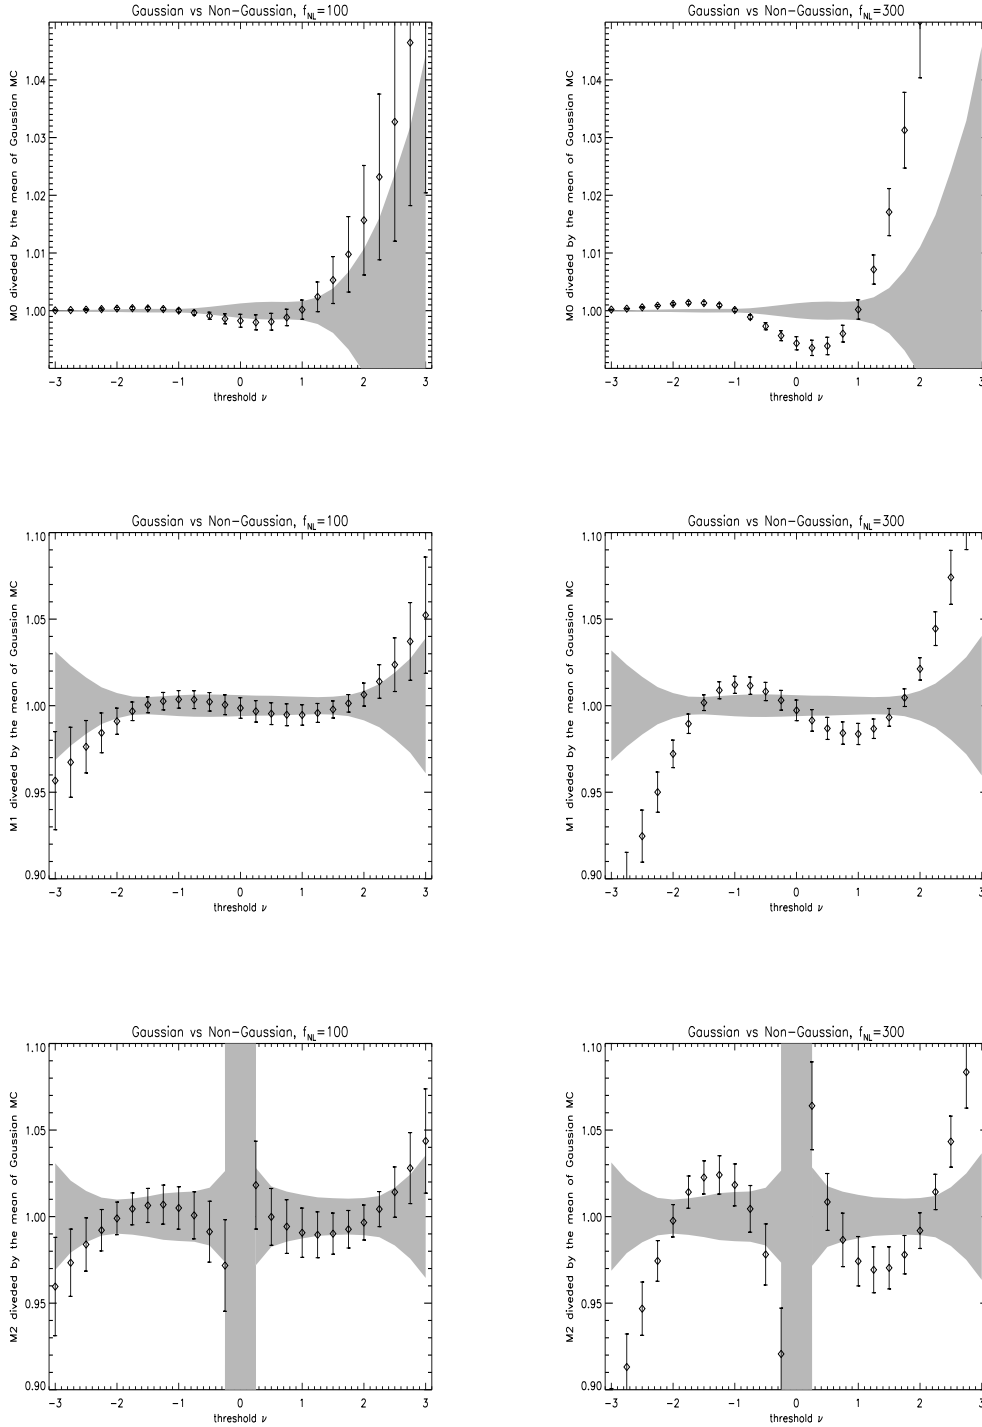 Gaussian vs Non-Gaussian, fNL=100
M0 diveded by the mean of Gaussian MC
1.04
1.03
1.02
1.01
1.00
-3 -2 -1 0 1 2 3
threshold ν
Gaussian vs Non-Gaussian, fNL=300
M0 diveded by the mean of Gaussian MC
1.04
1.03
1.02
1.01
1.00
-3 -2 -1 0 1 2 3
threshold ν
Gaussian vs Non-Gaussian, fNL=100
M1 diveded by the mean of Gaussian MC
1.10
1.05
1.00
0.95
0.90
-3 -2 -1 0 1 2 3
threshold ν
Gaussian vs Non-Gaussian, fNL=300
M1 diveded by the mean of Gaussian MC
1.10
1.05
1.00
0.95
0.90
-3 -2 -1 0 1 2 3
threshold ν
Gaussian vs Non-Gaussian, fNL=100
M2 diveded by the mean of Gaussian MC
1.10
1.05
1.00
0.95
0.90
-3 -2 -1 0 1 2 3
threshold ν
Gaussian vs Non-Gaussian, fNL=300
M2 diveded by the mean of Gaussian MC
1.10
1.05
1.00
0.95
0.90
-3 -2 -1 0 1 2 3
threshold ν